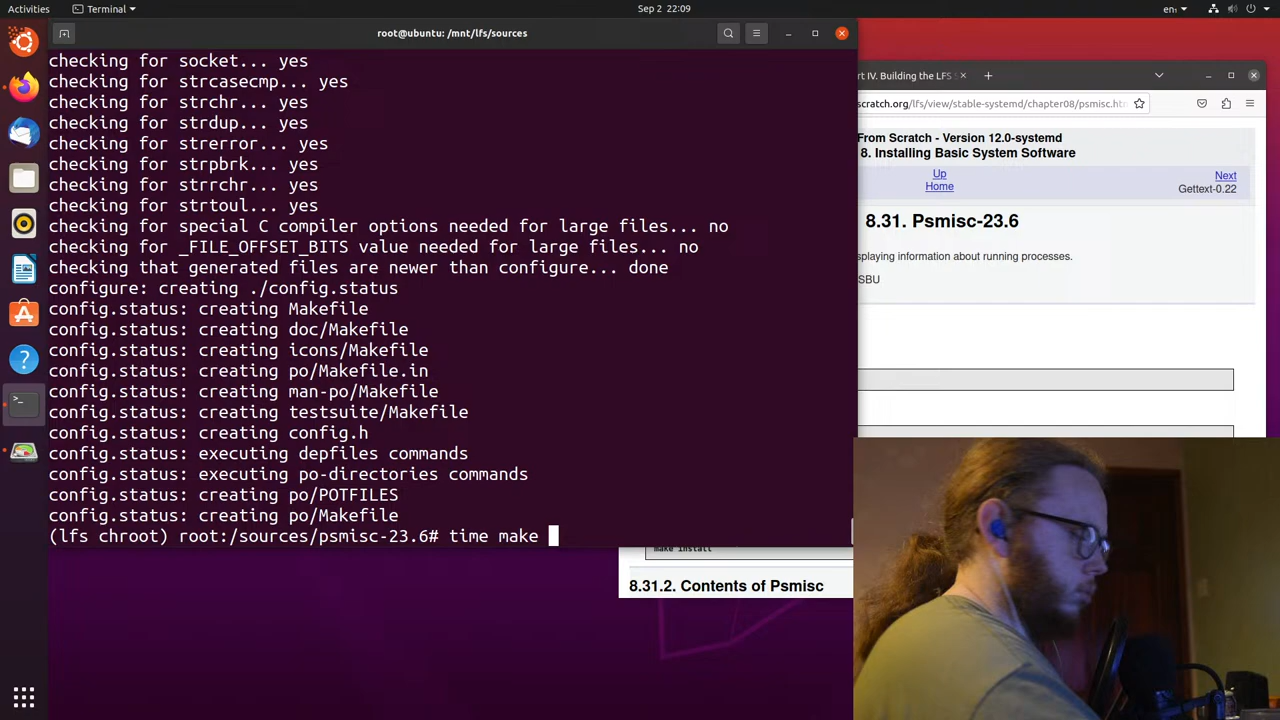 Activities
Terminal
Sep 2 22:09
en
root@ubuntu: /mnt/lfs/sources
checking for socket... yes
checking for strcasecmp... yes
checking for strchr... yes
checking for strdup... yes
checking for strerror... yes
checking for strpbrk... yes
checking for strrchr... yes
checking for strtoul... yes
checking for special C compiler options needed for large files... no
checking for _FILE_OFFSET_BITS value needed for large files... no
checking that generated files are newer than configure... done
configure: creating ./config.status
config.status: creating Makefile
config.status: creating doc/Makefile
config.status: creating icons/Makefile
config.status: creating po/Makefile.in
config.status: creating man-po/Makefile
config.status: creating testsuite/Makefile
config.status: creating config.h
config.status: executing depfiles commands
config.status: executing po-directories commands
config.status: creating po/POTFILES
config.status: creating po/Makefile
(lfs chroot) root:/sources/psmisc-23.6# time make
rt IV. Building the LFS S
scratch.org/lfs/view/stable-systemd/chapter08/psmisc.htm
From Scratch - Version 12.0-systemd
8. Installing Basic System Software
Up
Home
Next
Gettext-0.22
8.31. Psmisc-23.6
splaying information about running processes.
SBU
make install
8.31.2. Contents of Psmisc